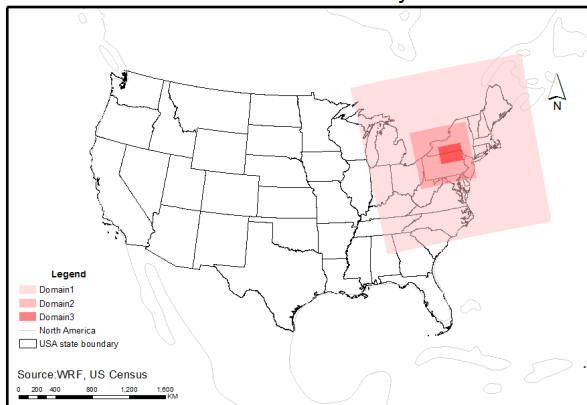 N
Legend
Domain1
Domain2
Domain3
North America
USA state boundary
Source:WRF, US Census
0 200 400 800 1,200 1,600
KM